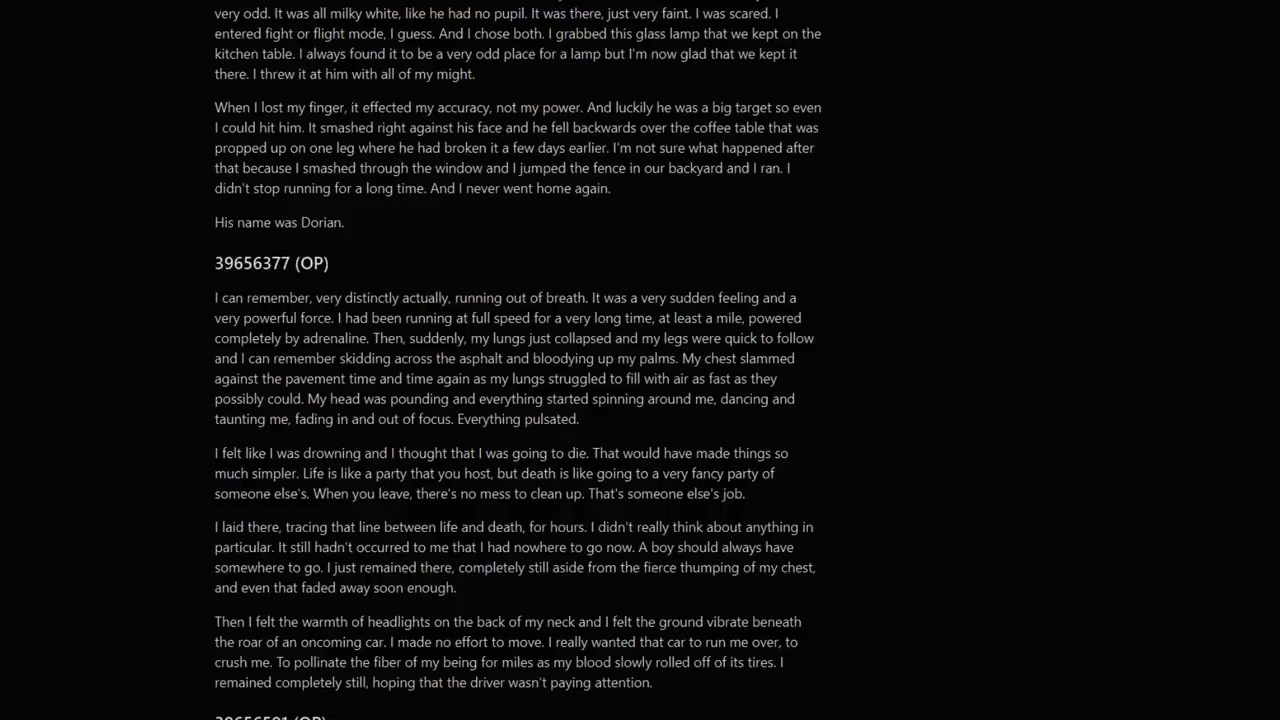 very odd. It was all milky white, like he had no pupil. It was there, just very faint. I was scared. I
entered fight or flight mode, I guess. And I chose both. I grabbed this glass lamp that we kept on the
kitchen table. I always found it to be a very odd place for a lamp but I'm now glad that we kept it
there. I threw it at him with all of my might.
When I lost my finger, it effected my accuracy, not my power. And luckily he was a big target so even
I could hit him. It smashed right against his face and he fell backwards over the coffee table that was
propped up on one leg where he had broken it a few days earlier. I'm not sure what happened after
that because I smashed through the window and I jumped the fence in our backyard and I ran. I
didn't stop running for a long time. And I never went home again.
His name was Dorian.
39656377 (OP)
I can remember, very distinctly actually, running out of breath. It was a very sudden feeling and a
very powerful force. I had been running at full speed for a very long time, at least a mile, powered
completely by adrenaline. Then, suddenly, my lungs just collapsed and my legs were quick to follow
and I can remember skidding across the asphalt and bloodying up my palms. My chest slammed
against the pavement time and time again as my lungs struggled to fill with air as fast as they
possibly could. My head was pounding and everything started spinning around me, dancing and
taunting me, fading in and out of focus. Everything pulsated.
I felt like I was drowning and I thought that I was going to die. That would have made things so
much simpler. Life is like a party that you host, but death is like going to a very fancy party of
someone else's. When you leave, there's no mess to clean up. That's someone else's job.
I laid there, tracing that line between life and death, for hours. I didn't really think about anything in
particular. It still hadn't occurred to me that I had nowhere to go now. A boy should always have
somewhere to go. I just remained there, completely still aside from the fierce thumping of my chest,
and even that faded away soon enough.
Then I felt the warmth of headlights on the back of my neck and I felt the ground vibrate beneath
the roar of an oncoming car. I made no effort to move. I really wanted that car to run me over, to
crush me. To pollinate the fiber of my being for miles as my blood slowly rolled off of its tires. I
remained completely still, hoping that the driver wasn't paying attention.
39656591 (OP)